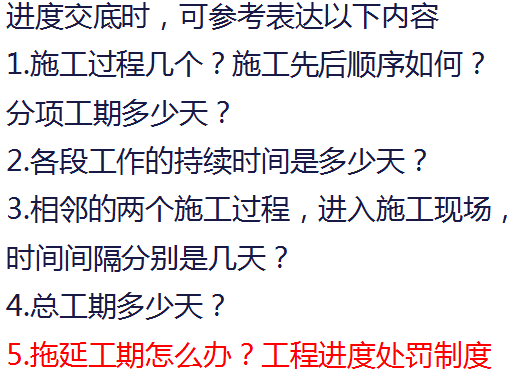 进度交底时，可参考表达以下内容
1.施工过程几个？施工先后顺序如何？
分项工期多少天？
2.各段工作的持续时间是多少天？
3.相邻的两个施工过程，进入施工现场，
时间间隔分别是几天？
4.总工期多少天？
5.拖延工期怎么办？工程进度处罚制度